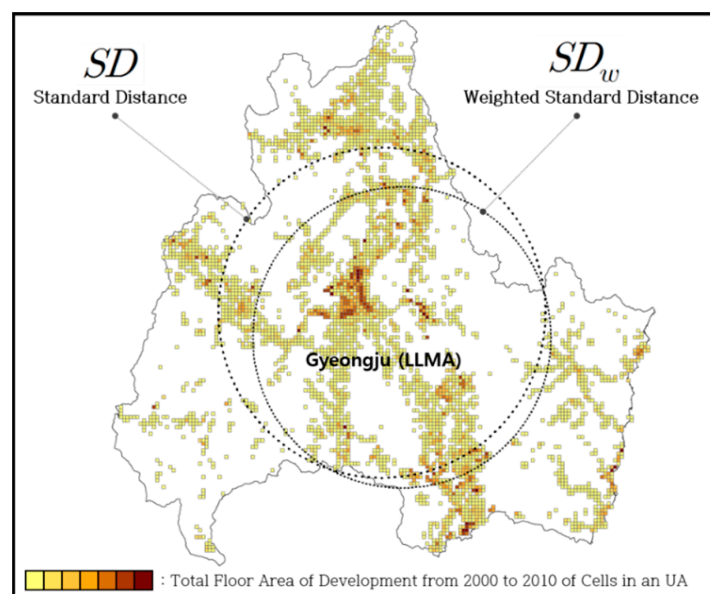 SD
Standard Distance
SDw
Weighted Standard Distance
Gyeongju (LLMA)
: Total Floor Area of Development from 2000 to 2010 of Cells in an UA